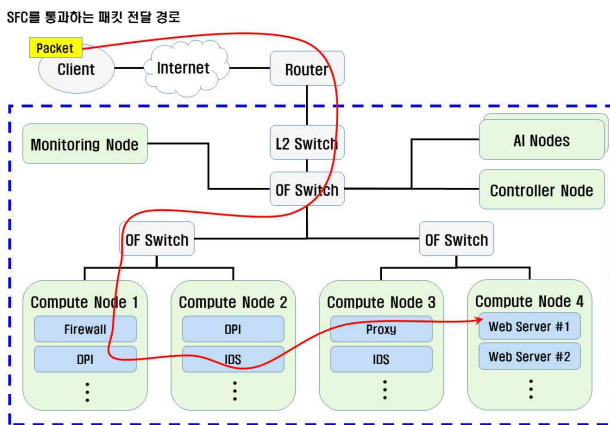 SFC를 통과하는 패킷 전달 경로
Packet
Client
Internet
Router
Monitoring Node
L2 Switch
AI Nodes
OF Switch
Controller Node
OF Switch
OF Switch
Compute Node 1
Firewall
DPI
Compute Node 2
DPI
IDS
Compute Node 3
Proxy
IDS
Compute Node 4
Web Server #1
Web Server #2